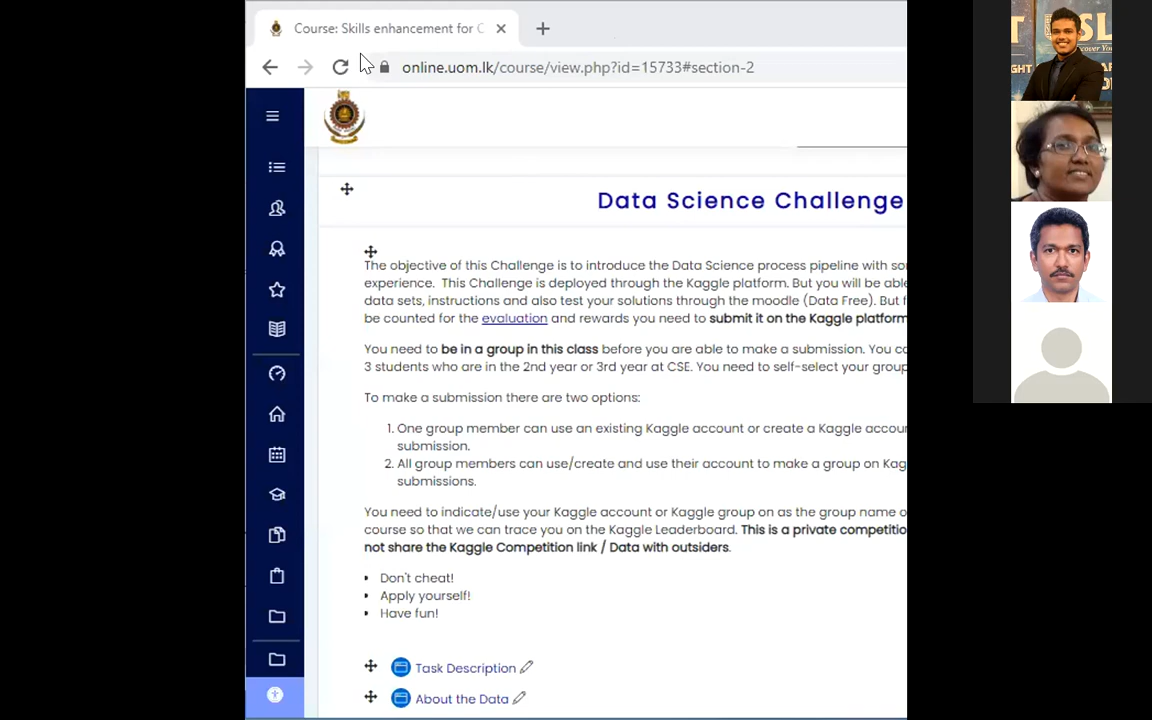 Course: Skills enhancement for C
online.uom.lk/course/view.php?id=15733#section-2
Data Science Challenge
The objective of this Challenge is to introduce the Data Science process pipeline with
experience. This Challenge is deployed through the Kaggle platform. But you will be
data sets, instructions and also test your solutions through the moodle (Data Free). But
be counted for the evaluation and rewards you need to submit it on the Kaggle platform
You need to be in a group in this class before you are able to make a submission. You
3 students who are in the 2nd year or 3rd year at CSE. You need to self-select your group
To make a submission there are two options:
1. One group member can use an existing Kaggle account or create a Kaggle
submission.
2. All group members can use/create and use their account to make a group on
submissions.
You need to indicate/use your Kaggle account or Kaggle group on as the group name
course so that we can trace you on the Kaggle Leaderboard. This is a private
not share the Kaggle Competition link / Data with outsiders.
• Don't cheat!
• Apply yourself!
• Have fun!
Task Description
About the Data